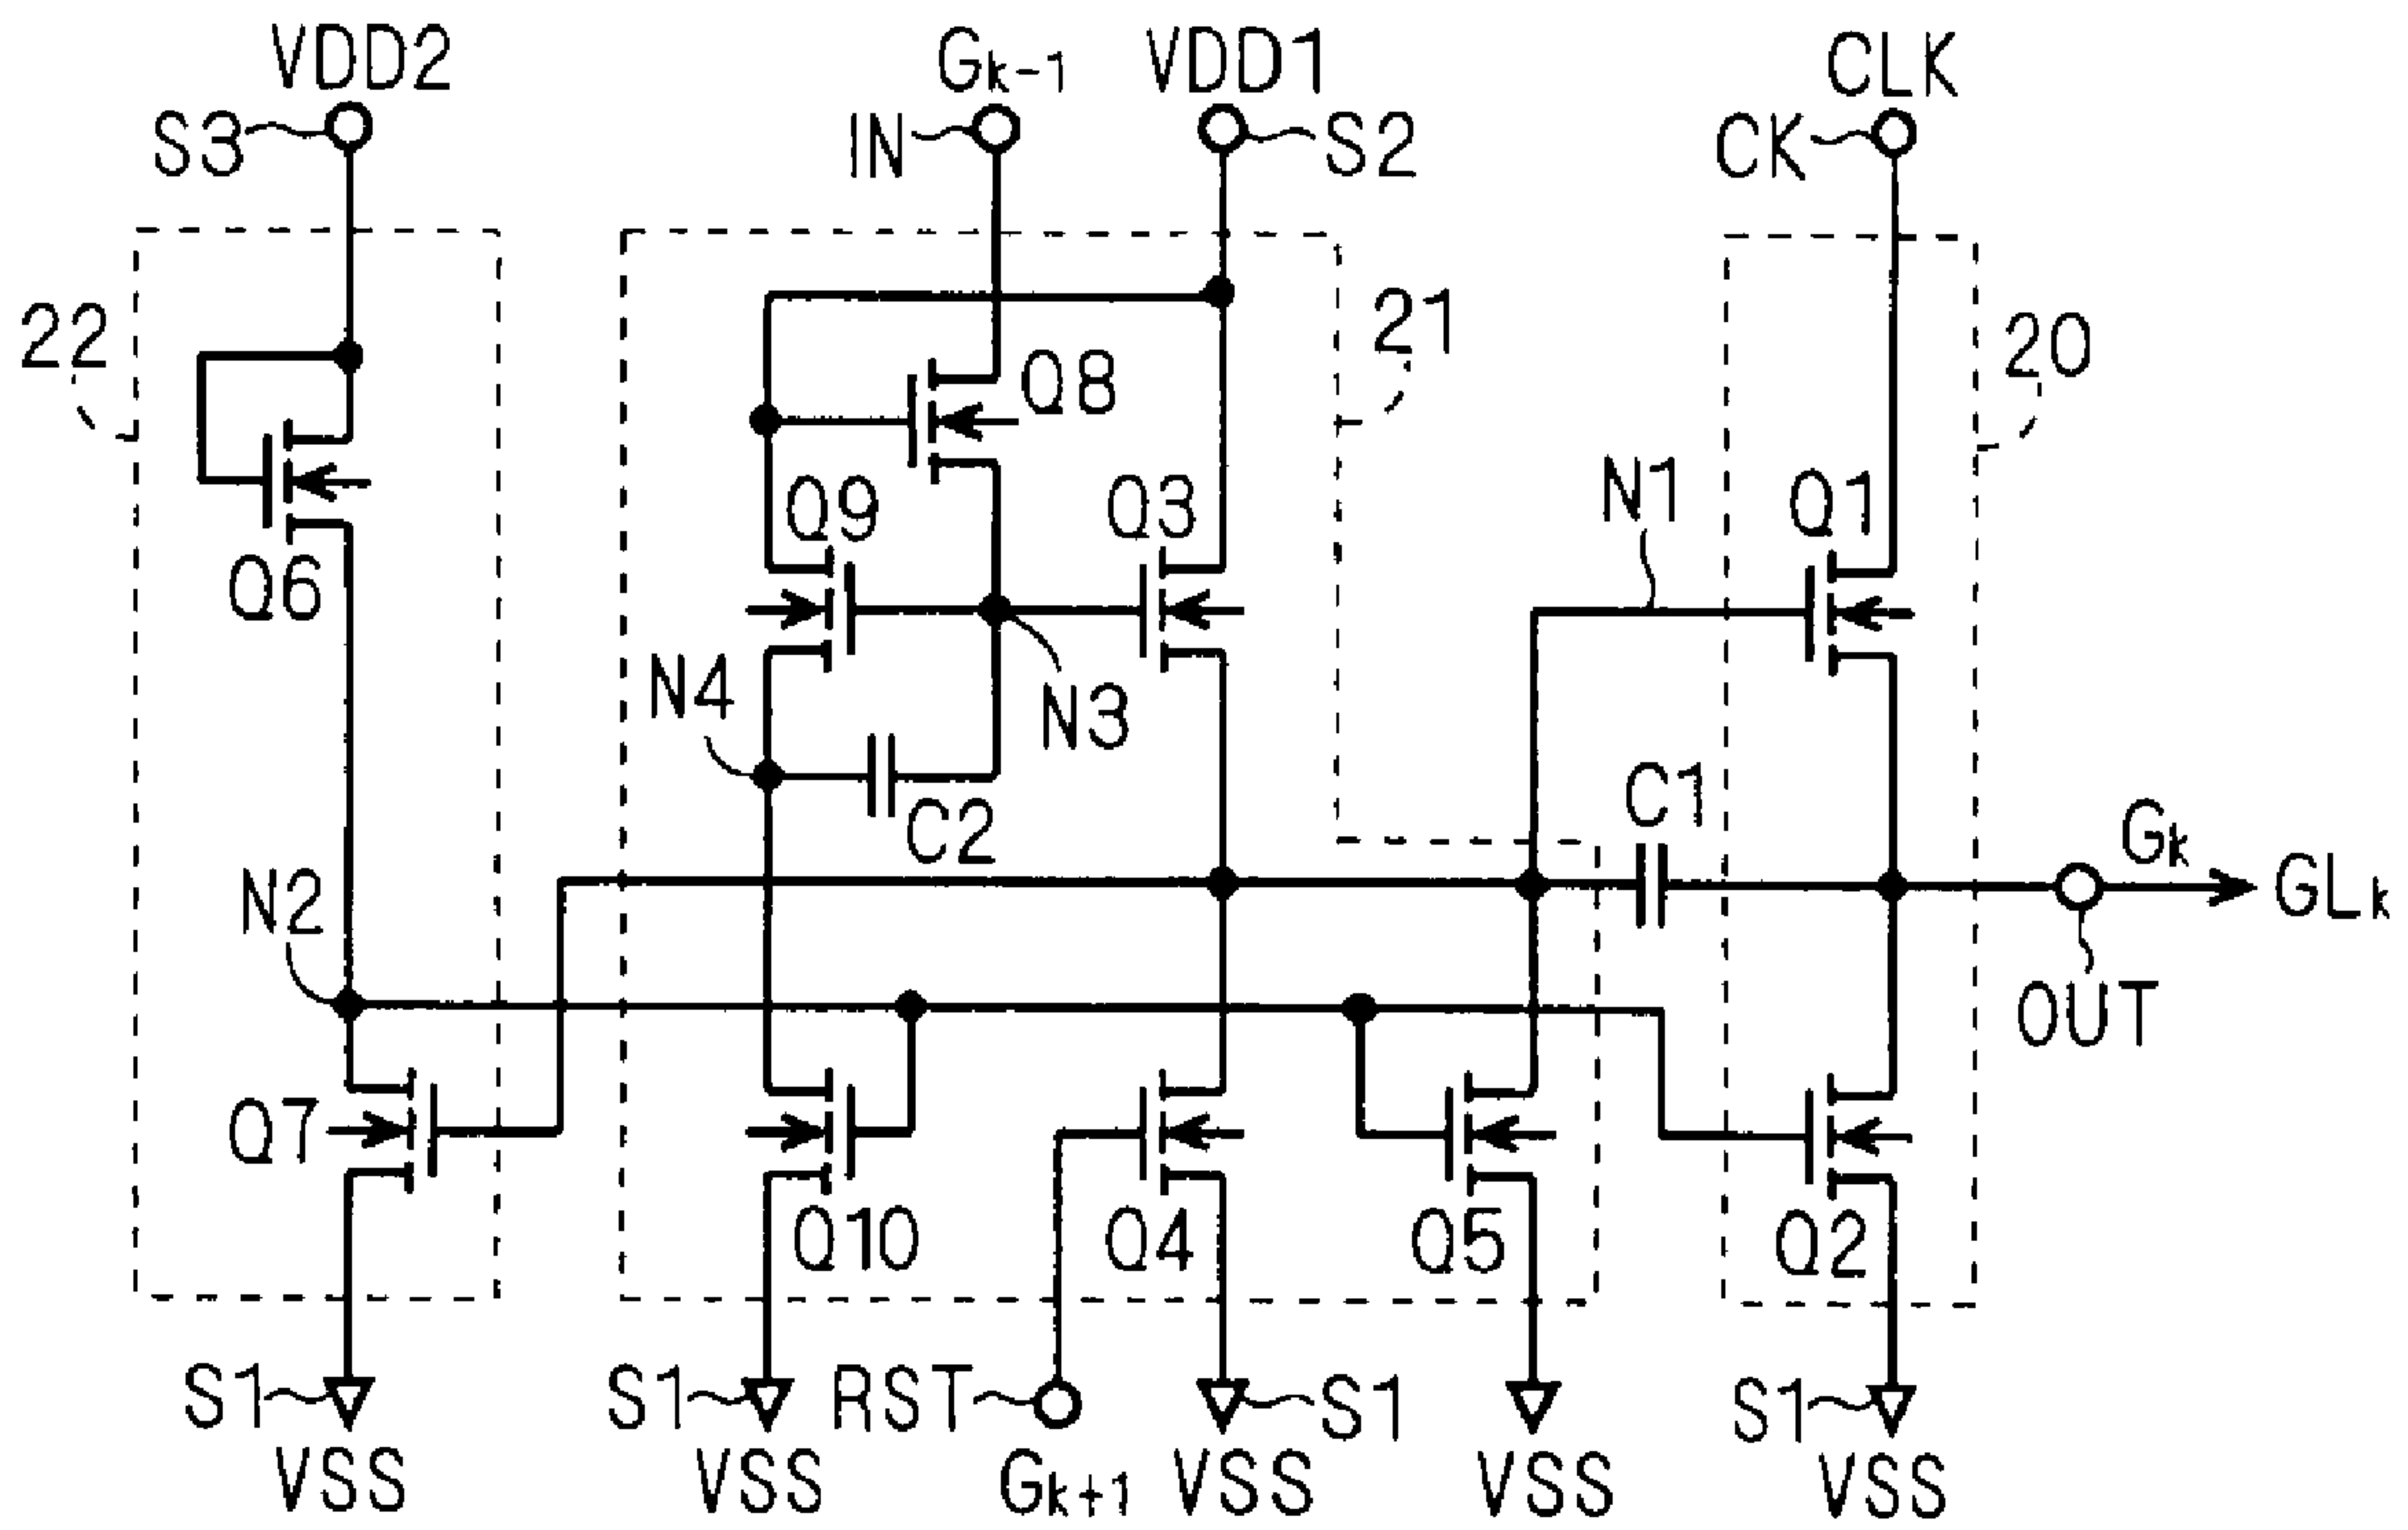 VDD2 Gk-1 VDD1 CLK
S3 IN S2 CK
22 21 20
Q8
Q9 Q3 N1 Q1
Q6
N4 N3
C2 C1 Gk
N2 GLk
OUT
Q7
Q10 Q4 Q5 Q2
S1 S1 RST S1 S1
VSS VSS Gk+1 VSS VSS VSS